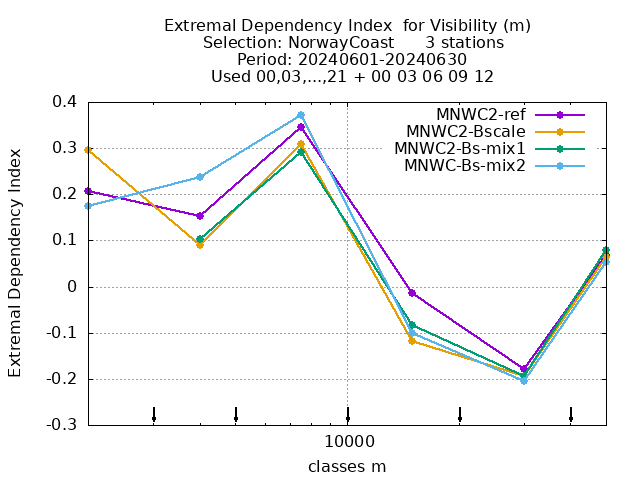 Extremal Dependency Index  for Visibility (m)
Selection: NorwayCoast      3 stations
Period: 20240601-20240630
Used 00,03,...,21 + 00 03 06 09 12
MNWC2-ref
MNWC2-Bscale
MNWC2-Bs-mix1
MNWC-Bs-mix2
Extremal Dependency Index
0.4
0.3
0.2
0.1
0
-0.1
-0.2
-0.3
10000
classes m